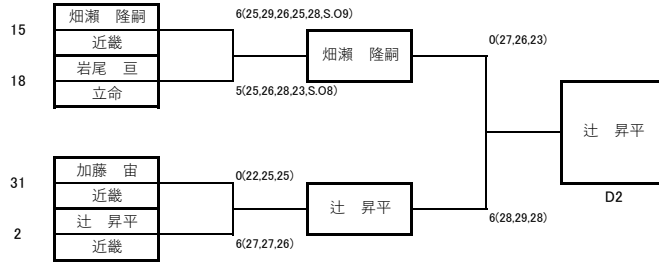 15
畑瀬　隆嗣
近畿
18
岩尾　亘
立命
6(25,29,26,25,28,S.O9)
5(25,26,28,23,S.O8)
畑瀬　隆嗣
0(27,26,23)
31
加藤　宙
近畿
2
辻　昇平
近畿
0(22,25,25)
6(27,27,26)
辻　昇平
6(28,29,28)
辻　昇平
D2